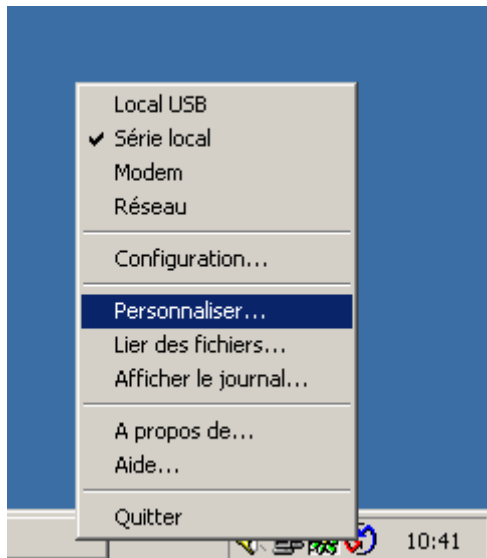 Local USB
Série local
Modem
Réseau
Configuration...
Personnaliser...
Lier des fichiers...
Afficher le journal...
A propos de...
Aide...
Quitter
10:41